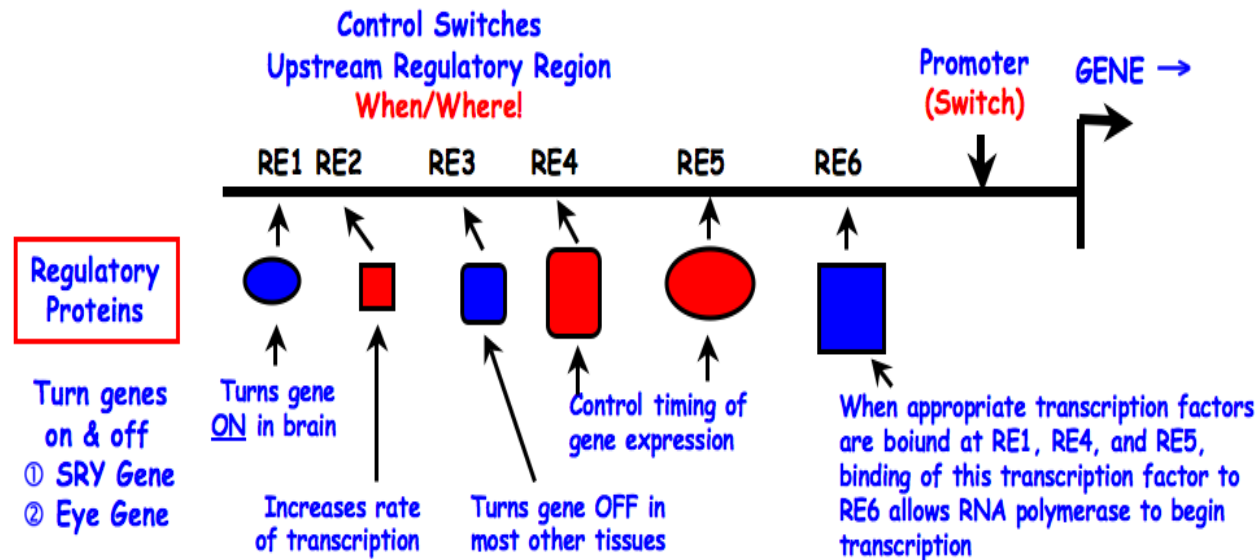 Control Switches
Upstream Regulatory Region
When/Where!
Promoter
(Switch)
GENE →
RE1 RE2 RE3 RE4 RE5 RE6
Regulatory
Proteins
Turn genes
on & off
① SRY Gene
② Eye Gene
Turns gene
ON in brain
Increases rate
of transcription
Turns gene OFF in
most other tissues
Control timing of
gene expression
When appropriate transcription factors
are boiund at RE1, RE4, and RE5,
binding of this transcription factor to
RE6 allows RNA polymerase to begin
transcription